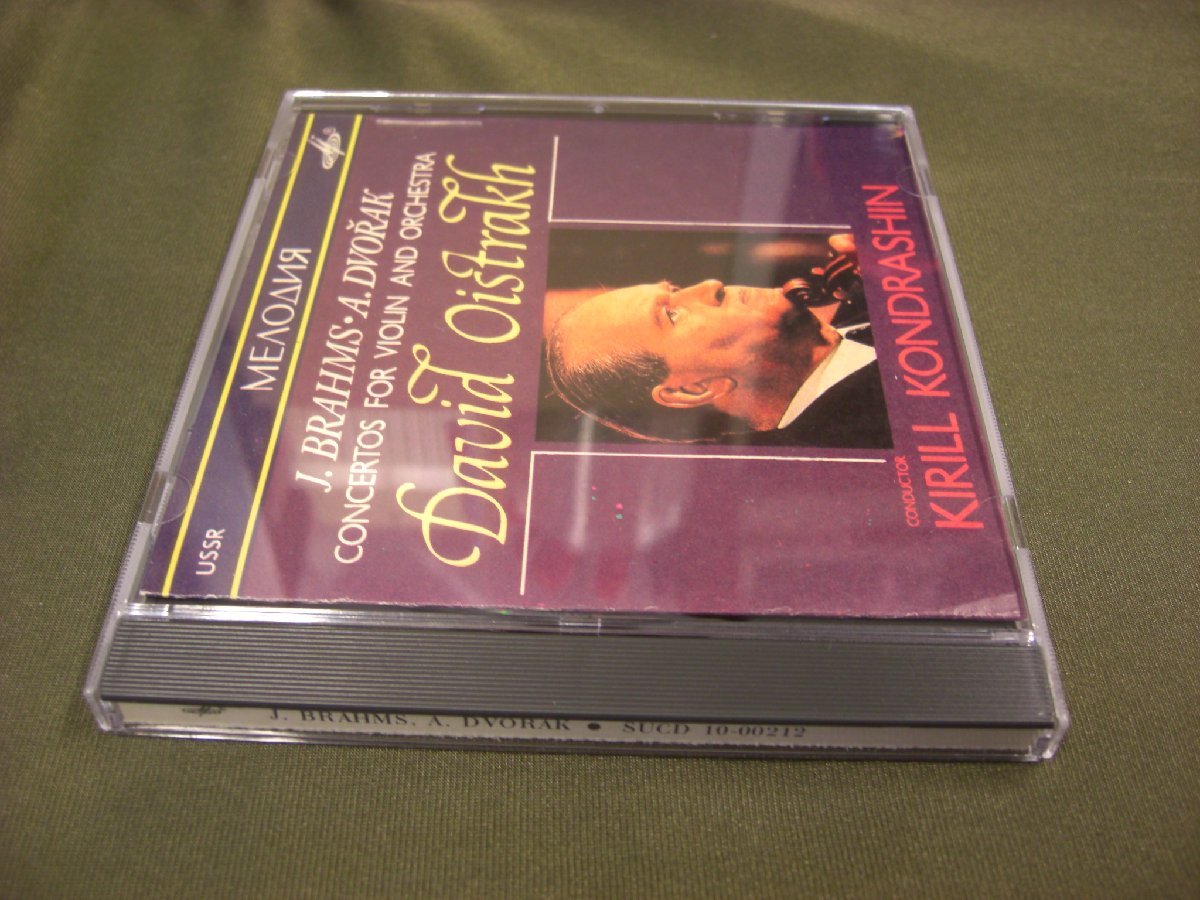 USSR МЕЛОДИЯ
J. BRAHMS • A. DVOŘAK
CONCERTOS FOR VIOLIN AND ORCHESTRA
David Oistrakh
CONDUCTOR
KIRILL KONDRASHIN
J. BRAHMS, A. DVOŘAK ● SUCD 10-00212